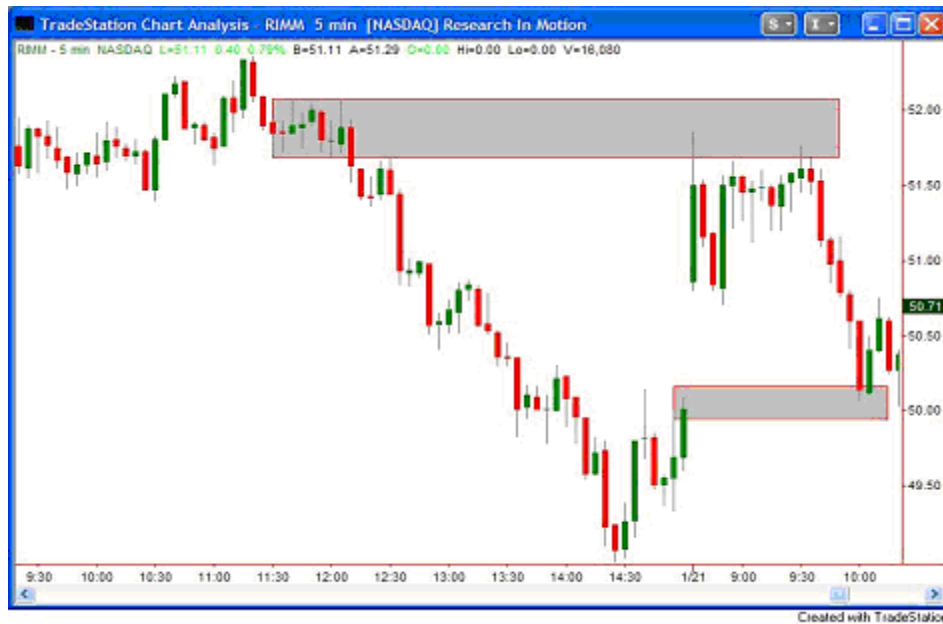 TradeStation Chart Analysis - RIMM 5 min [NASDAQ] Research In Motion
S I
RIMM - 5 min NASDAQ L=51.11 0.40 0.79% B=51.11 A=51.29 O=0.00 Hi=0.00 Lo=0.00 V=16,080
52.00
51.50
51.00
50.71
50.50
50.00
49.50
9:30 10:00 10:30 11:00 11:30 12:00 12:30 13:00 13:30 14:00 14:30 1/21 9:00 9:30 10:00
Created with TradeStation